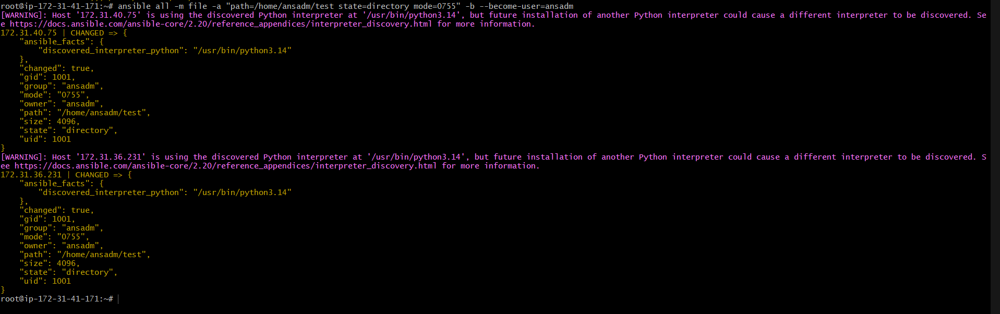 root@ip-172-31-41-171:~# ansible all -m file -a "path=/home/ansadm/test state=directory mode=0755" -b --become-user=ansadm
[WARNING]: Host '172.31.40.75' is using the discovered Python interpreter at '/usr/bin/python3.14', but future installation of another Python interpreter could cause a different interpreter to be discovered. Se
e https://docs.ansible.com/ansible-core/2.20/reference_appendices/interpreter_discovery.html for more information.
172.31.40.75 | CHANGED => {
    "ansible_facts": {
        "discovered_interpreter_python": "/usr/bin/python3.14"
    },
    "changed": true,
    "gid": 1001,
    "group": "ansadm",
    "mode": "0755",
    "owner": "ansadm",
    "path": "/home/ansadm/test",
    "size": 4096,
    "state": "directory",
    "uid": 1001
}
[WARNING]: Host '172.31.36.231' is using the discovered Python interpreter at '/usr/bin/python3.14', but future installation of another Python interpreter could cause a different interpreter to be discovered. S
ee https://docs.ansible.com/ansible-core/2.20/reference_appendices/interpreter_discovery.html for more information.
172.31.36.231 | CHANGED => {
    "ansible_facts": {
        "discovered_interpreter_python": "/usr/bin/python3.14"
    },
    "changed": true,
    "gid": 1001,
    "group": "ansadm",
    "mode": "0755",
    "owner": "ansadm",
    "path": "/home/ansadm/test",
    "size": 4096,
    "state": "directory",
    "uid": 1001
}
root@ip-172-31-41-171:~#